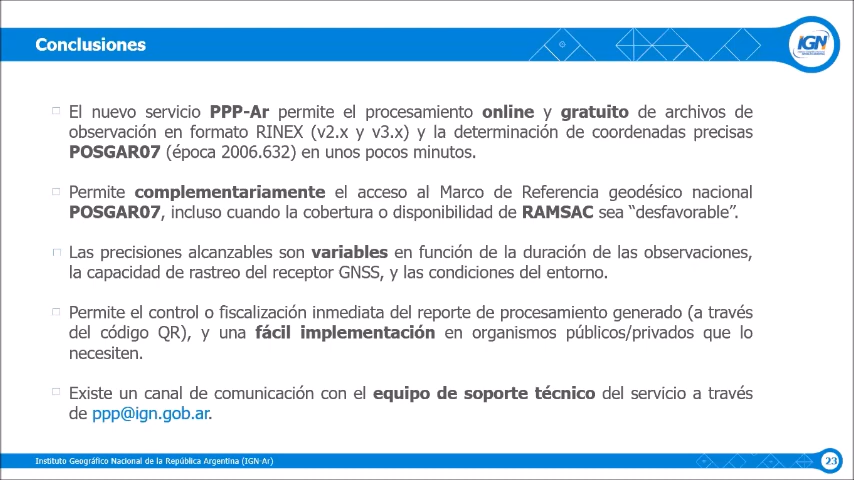 Conclusiones
IGN
El nuevo servicio PPP-Ar permite el procesamiento online y gratuito de archivos de
observación en formato RINEX (v2.x y v3.x) y la determinación de coordenadas precisas
POSGAR07 (época 2006.632) en unos pocos minutos.
Permite complementariamente el acceso al Marco de Referencia geodésico nacional
POSGAR07, incluso cuando la cobertura o disponibilidad de RAMSAC sea “desfavorable”.
Las precisiones alcanzables son variables en función de la duración de las observaciones,
la capacidad de rastreo del receptor GNSS, y las condiciones del entorno.
Permite el control o fiscalización inmediata del reporte de procesamiento generado (a través
del código QR), y una fácil implementación en organismos públicos/privados que lo
necesiten.
Existe un canal de comunicación con el equipo de soporte técnico del servicio a través
de ppp@ign.gob.ar.
Instituto Geográfico Nacional de la República Argentina (IGN-Ar)
23